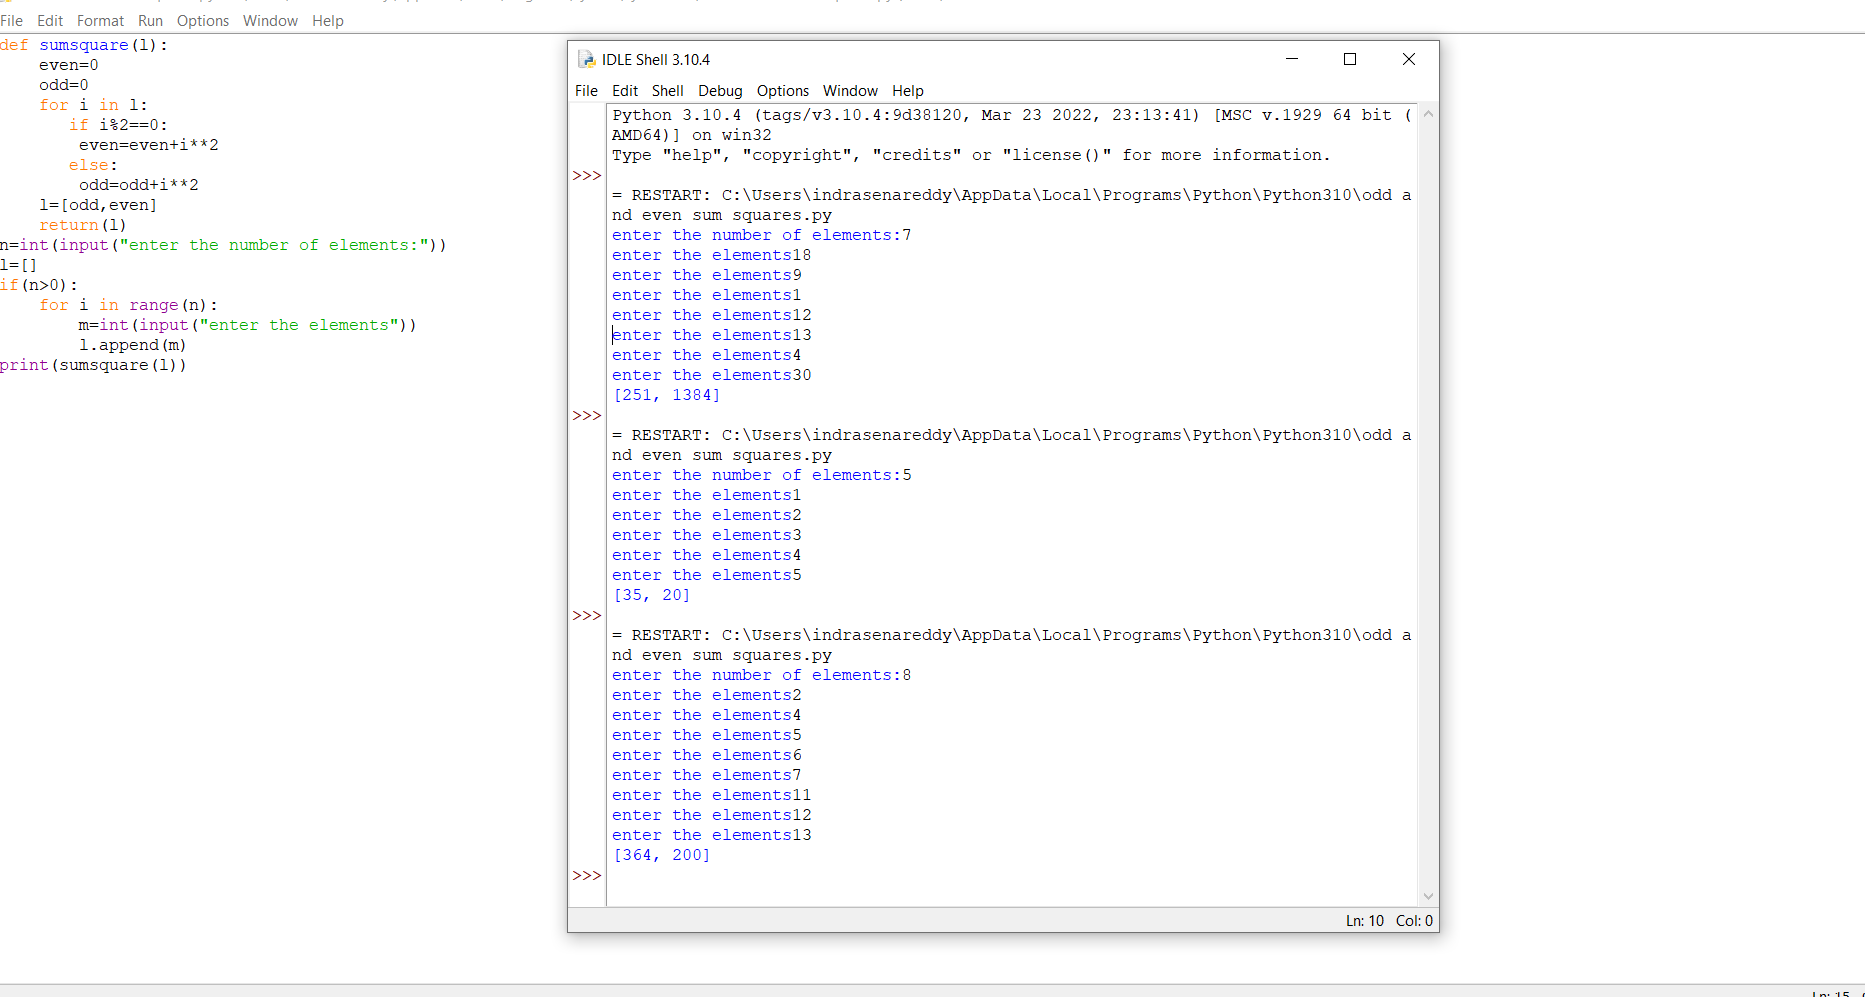 File Edit Format Run Options Window Help
def sumsquare(l):
    even=0
    odd=0
    for i in l:
       if i%2==0:
        even=even+i**2
       else:
        odd=odd+i**2
    l=[odd,even]
    return(l)
n=int(input("enter the number of elements:"))
l=[]
if(n>0):
    for i in range(n):
        m=int(input("enter the elements"))
        l.append(m)
print(sumsquare(l))
IDLE Shell 3.10.4
File Edit Shell Debug Options Window Help
Python 3.10.4 (tags/v3.10.4:9d38120, Mar 23 2022, 23:13:41) [MSC v.1929 64 bit (
AMD64)] on win32
Type "help", "copyright", "credits" or "license()" for more information.
>>>
= RESTART: C:\Users\indrasenareddy\AppData\Local\Programs\Python\Python310\odd a
nd even sum squares.py
enter the number of elements:7
enter the elements18
enter the elements9
enter the elements1
enter the elements12
enter the elements13
enter the elements4
enter the elements30
[251, 1384]
>>>
= RESTART: C:\Users\indrasenareddy\AppData\Local\Programs\Python\Python310\odd a
nd even sum squares.py
enter the number of elements:5
enter the elements1
enter the elements2
enter the elements3
enter the elements4
enter the elements5
[35, 20]
>>>
= RESTART: C:\Users\indrasenareddy\AppData\Local\Programs\Python\Python310\odd a
nd even sum squares.py
enter the number of elements:8
enter the elements2
enter the elements4
enter the elements5
enter the elements6
enter the elements7
enter the elements11
enter the elements12
enter the elements13
[364, 200]
>>>
Ln: 10 Col: 0
Ln: 15